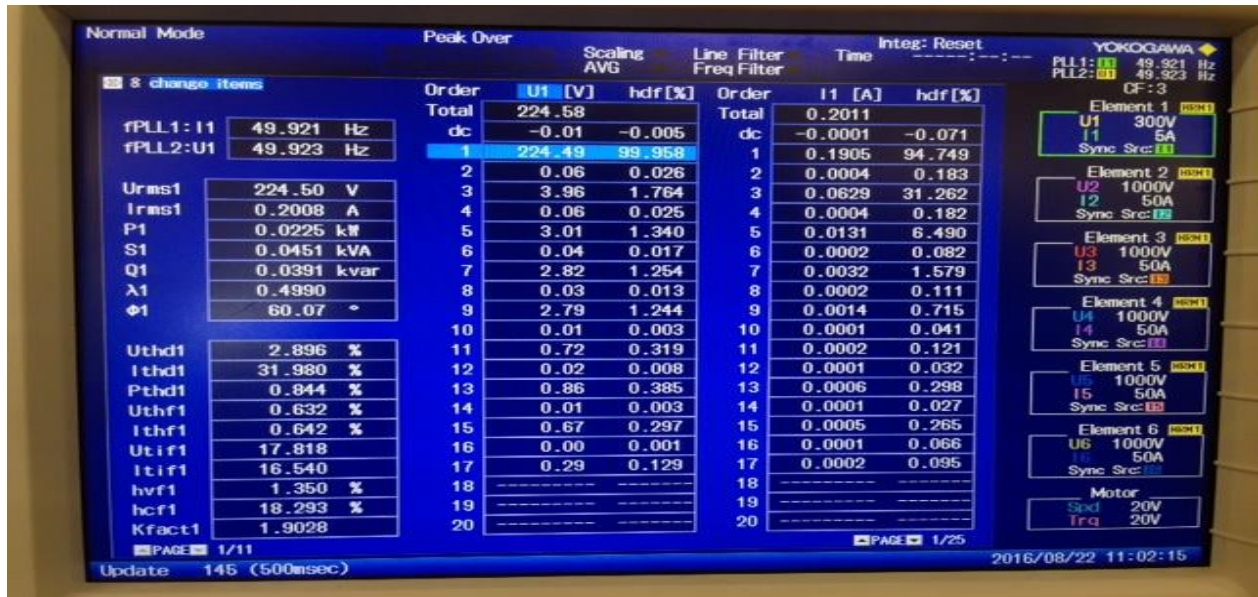 Normal Mode
Peak Over
Scaling
AVG
Line Filter
Freq Filter
Time
Integ: Reset
-----:--:--
YOKOGAWA
PLL1: I1 49.921 Hz
PLL2: U1 49.923 Hz
CF:3
8 change items
fPLL1:I1 49.921 Hz
fPLL2:U1 49.923 Hz
Urms1 224.50 V
Irms1 0.2008 A
P1 0.0225 kW
S1 0.0451 kVA
Q1 0.0391 kvar
λ1 0.4990
Φ1 60.07 °
Uthd1 2.896 %
Ithd1 31.980 %
Pthd1 0.844 %
Uthf1 0.632 %
Ithf1 0.642 %
Utif1 17.818
Itif1 16.540
hvf1 1.350 %
hcf1 18.293 %
Kfact1 1.9028
PAGE 1/11
Order U1 [V] hdf[%] Order I1 [A] hdf[%]
Total 224.58 Total 0.2011
dc -0.01 -0.005 dc -0.0001 -0.071
1 224.49 99.958 1 0.1905 94.749
2 0.06 0.026 2 0.0004 0.183
3 3.96 1.764 3 0.0629 31.262
4 0.06 0.025 4 0.0004 0.182
5 3.01 1.340 5 0.0131 6.490
6 0.04 0.017 6 0.0002 0.082
7 2.82 1.254 7 0.0032 1.579
8 0.03 0.013 8 0.0002 0.111
9 2.79 1.244 9 0.0014 0.715
10 0.01 0.003 10 0.0001 0.041
11 0.72 0.319 11 0.0002 0.121
12 0.02 0.008 12 0.0001 0.032
13 0.86 0.385 13 0.0006 0.298
14 0.01 0.003 14 0.0001 0.027
15 0.67 0.297 15 0.0005 0.265
16 0.00 0.001 16 0.0001 0.066
17 0.29 0.129 17 0.0002 0.095
18 --------- ------- 18 --------- -------
19 --------- ------- 19 --------- -------
20 --------- ------- 20 --------- -------
PAGE 1/25
Element 1 HRM1
U1 300V
I1 5A
Sync Src: I1
Element 2 HRM1
U2 1000V
I2 50A
Sync Src: I2
Element 3 HRM1
U3 1000V
I3 50A
Sync Src: I3
Element 4 HRM1
U4 1000V
I4 50A
Sync Src: I4
Element 5 HRM1
U5 1000V
I5 50A
Sync Src: I5
Element 6 HRM1
U6 1000V
I6 50A
Sync Src:
Motor
Spd 20V
Trq 20V
Update 145 (500msec)
2016/08/22 11:02:15